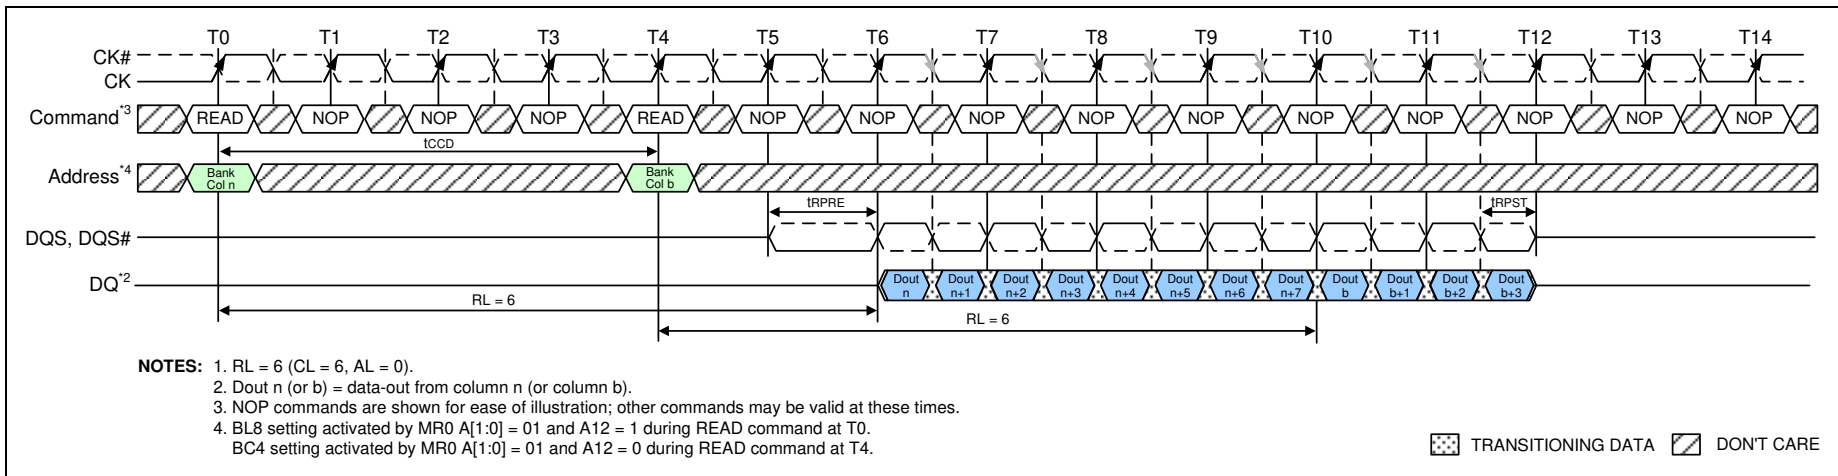 T0 T1 T2 T3 T4 T5 T6 T7 T8 T9 T10 T11 T12 T13 T14
CK#
CK
Command*3 READ NOP NOP NOP READ NOP NOP NOP NOP NOP NOP NOP NOP NOP NOP
tCCD
Address*4 Bank Col n Bank Col b
tRPRE tRPST
DQS, DQS#
DQ*2 Dout n Dout n+1 Dout n+2 Dout n+3 Dout n+4 Dout n+5 Dout n+6 Dout n+7 Dout b Dout b+1 Dout b+2 Dout b+3
RL = 6
RL = 6
NOTES: 1. RL = 6 (CL = 6, AL = 0).
2. Dout n (or b) = data-out from column n (or column b).
3. NOP commands are shown for ease of illustration; other commands may be valid at these times.
4. BL8 setting activated by MR0 A[1:0] = 01 and A12 = 1 during READ command at T0.
BC4 setting activated by MR0 A[1:0] = 01 and A12 = 0 during READ command at T4.
TRANSITIONING DATA DON'T CARE